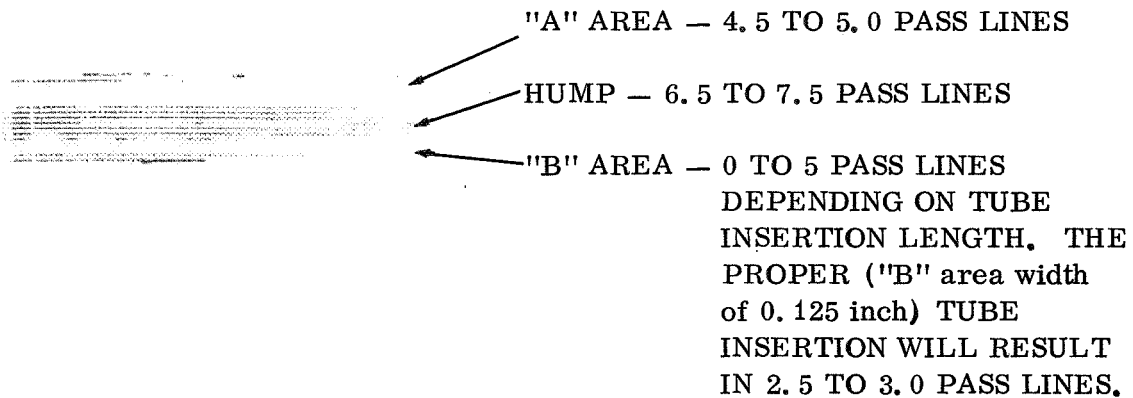 "A" AREA — 4.5 TO 5.0 PASS LINES
HUMP — 6.5 TO 7.5 PASS LINES
"B" AREA — 0 TO 5 PASS LINES
DEPENDING ON TUBE
INSERTION LENGTH. THE
PROPER ("B" area width
of 0.125 inch) TUBE
INSERTION WILL RESULT
IN 2.5 TO 3.0 PASS LINES.